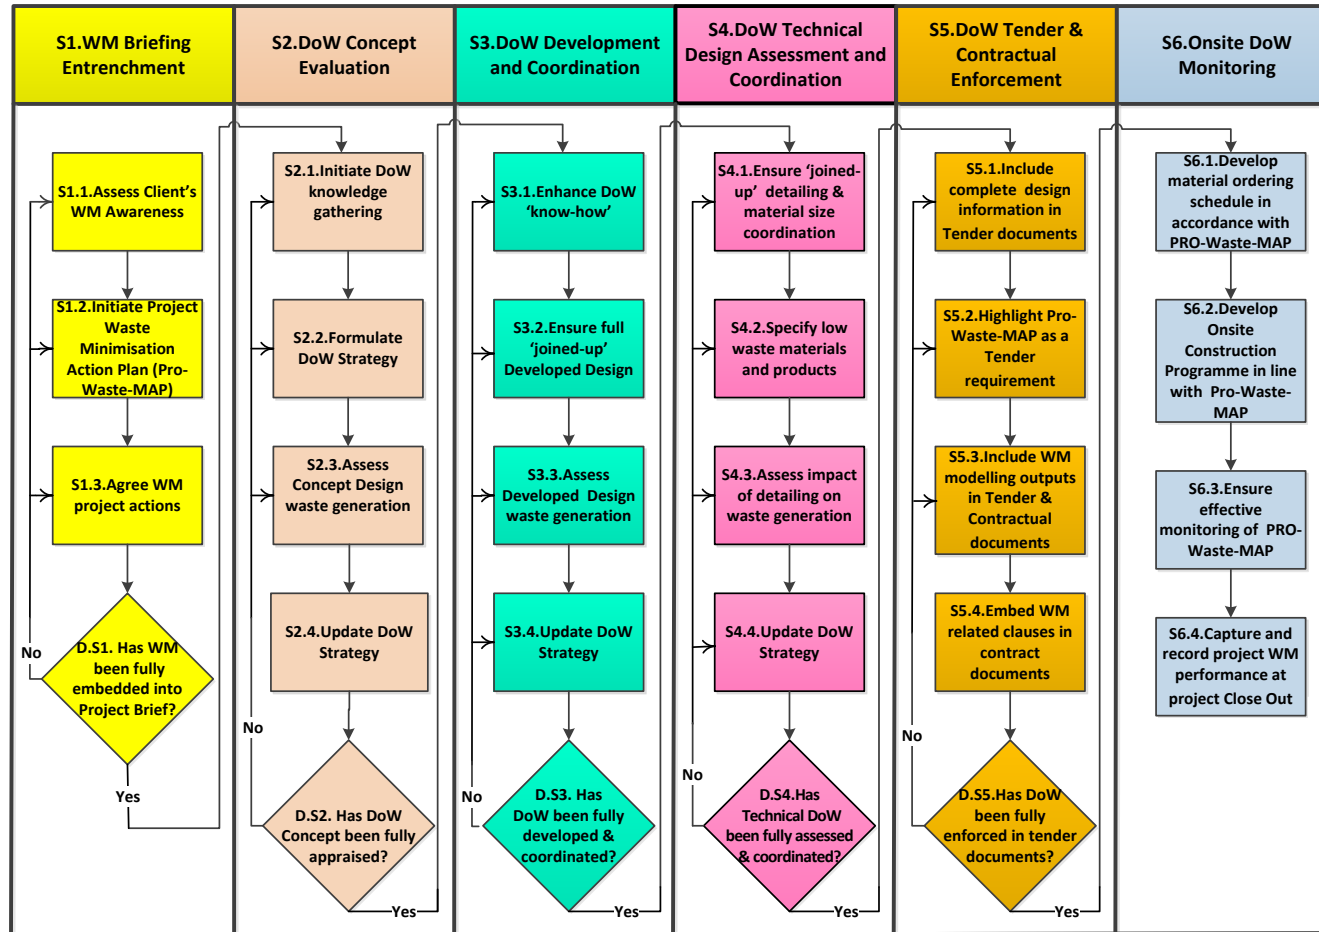 S1.WM Briefing
Entrenchment
S2.DoW Concept
Evaluation
S3.DoW Development
and Coordination
S4.DoW Technical
Design Assessment and
Coordination
S5.DoW Tender &
Contractual
Enforcement
S6.Onsite DoW
Monitoring
S1.1.Assess Client's
WM Awareness
S1.2.Initiate Project
Waste
Minimisation
Action Plan (Pro-
Waste-MAP)
S1.3.Agree WM
project actions
D.S1. Has WM
been fully
embedded into
Project Brief?
No
Yes
S2.1.Initiate DoW
knowledge
gathering
S2.2.Formulate
DoW Strategy
S2.3.Assess
Concept Design
waste generation
S2.4.Update DoW
Strategy
D.S2. Has DoW
Concept been fully
appraised?
No
Yes
S3.1.Enhance DoW
‘know-how’
S3.2.Ensure full
‘joined-up’
Developed Design
S3.3.Assess
Developed Design
waste generation
S3.4.Update DoW
Strategy
D.S3. Has
DoW been fully
developed &
coordinated?
No
Yes
S4.1.Ensure ‘joined-
up’ detailing &
material size
coordination
S4.2.Specify low
waste materials
and products
S4.3.Assess impact
of detailing on
waste generation
S4.4.Update DoW
Strategy
D.S4.Has
Technical DoW
been fully assessed
& coordinated?
No
Yes
S5.1.Include
complete design
information in
Tender documents
S5.2.Highlight Pro-
Waste-MAP as a
Tender
requirement
S5.3.Include WM
modelling outputs
in Tender &
Contractual
documents
S5.4.Embed WM
related clauses in
contract
documents
D.S5.Has DoW
been fully
enforced in tender
documents?
No
Yes
S6.1.Develop
material ordering
schedule in
accordance with
PRO-Waste-MAP
S6.2.Develop
Onsite
Construction
Programme in line
with Pro-Waste-
MAP
S6.3.Ensure
effective
monitoring of PRO-
Waste-MAP
S6.4.Capture and
record project WM
performance at
project Close Out